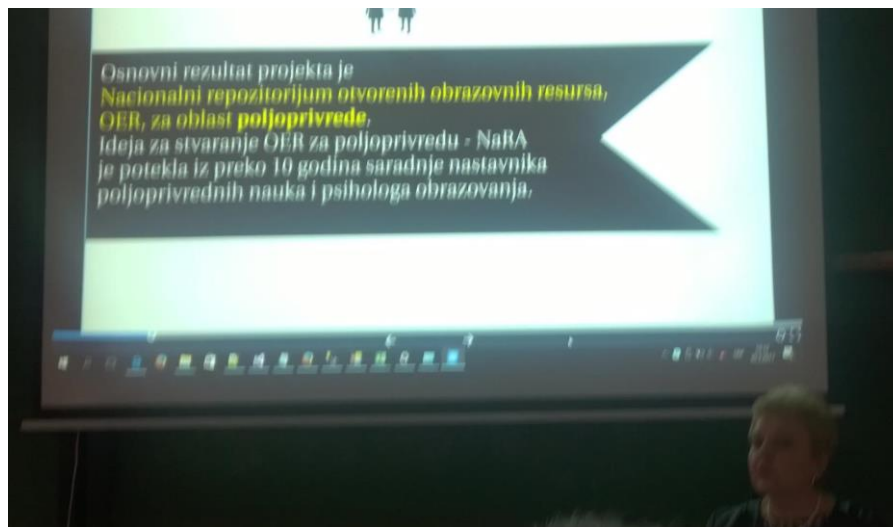 Osnovni rezultat projekta je
Nacionalni repozitorijum otvorenih obrazovnih resursa,
OER, za oblast poljoprivrede.
Ideja za stvaranje OER za poljoprivredu - NaRA
je potekla iz preko 10 godina saradnje nastavnika
poljoprivrednih nauka i psihologa obrazovanja.